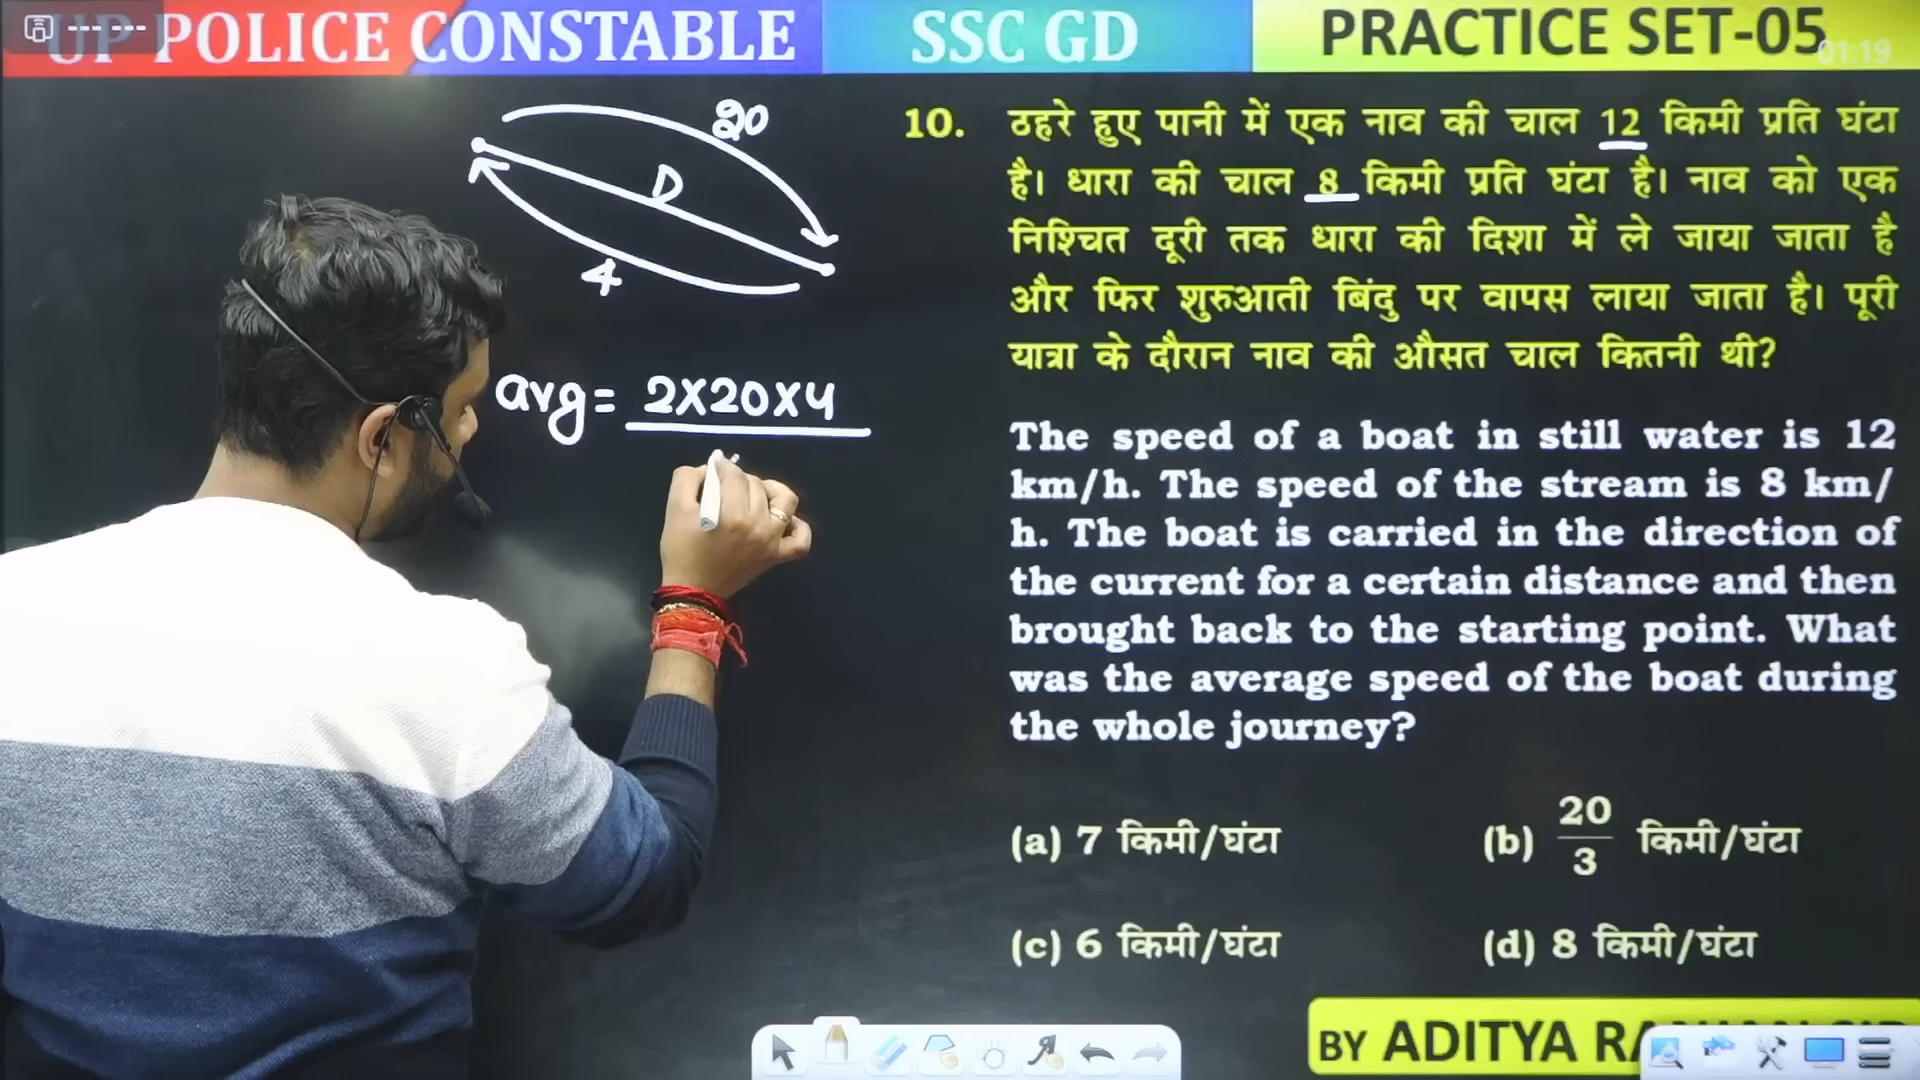 UP POLICE CONSTABLE
SSC GD
PRACTICE SET-05
01:19
20
D
4
avg = 2X20X4
10. ठहरे हुए पानी में एक नाव की चाल 12 किमी प्रति घंटा
है। धारा की चाल 8 किमी प्रति घंटा है। नाव को एक
निश्चित दूरी तक धारा की दिशा में ले जाया जाता है
और फिर शुरुआती बिंदु पर वापस लाया जाता है। पूरी
यात्रा के दौरान नाव की औसत चाल कितनी थी?
The speed of a boat in still water is 12
km/h. The speed of the stream is 8 km/
h. The boat is carried in the direction of
the current for a certain distance and then
brought back to the starting point. What
was the average speed of the boat during
the whole journey?
(a) 7 किमी/घंटा
(b) 20/3 किमी/घंटा
(c) 6 किमी/घंटा
(d) 8 किमी/घंटा
BY ADITYA